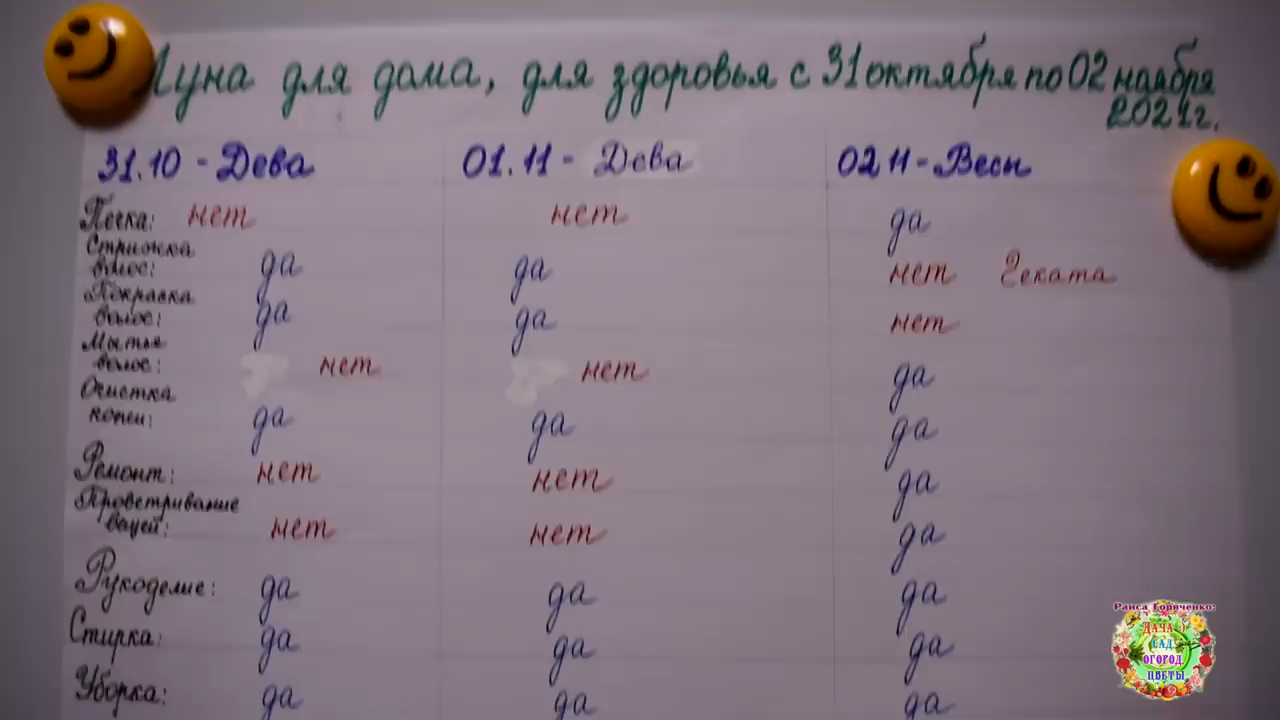 Луна для дома, для здоровья с 31 октября по 02 ноября
2021г.
31.10 - Дева 01.11 - Дева 02.11 - Весы
Печка: нет нет да
Стрижка
волос: да да нет Геката
Покраска
волос: да да нет
Мытье
волос: нет нет да
Очистка
кожи: да да да
Ремонт: нет нет да
Проветривание
вещей: нет нет да
Рукоделие: да да да
Стирка: да да да
Уборка: да да да
Раиса Горяченко:
ДАЧА
САД
ОГОРОД
ЦВЕТЫ